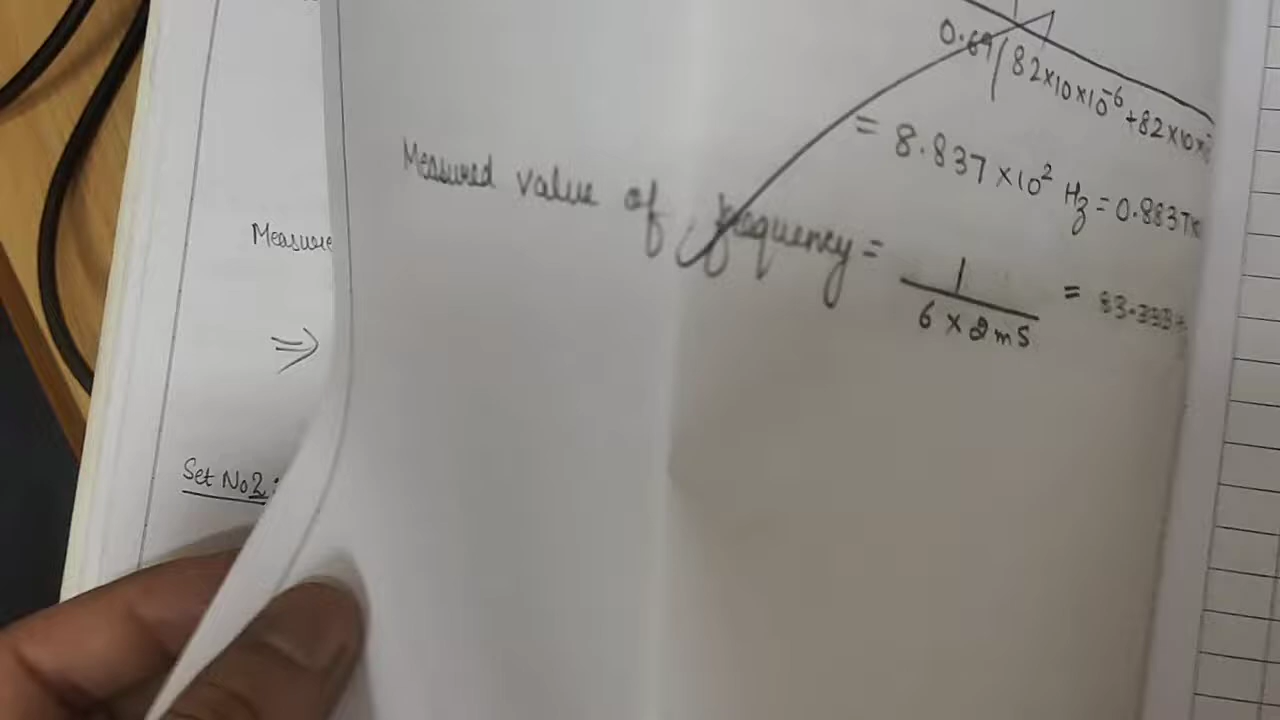 0.69(82×10×10⁻⁶+82×10×
= 8.837 ×10² Hz = 0.8837×
Measured value of frequency = 1 / 6 × 2mS = 83.333
Measure
⇒
Set No2: